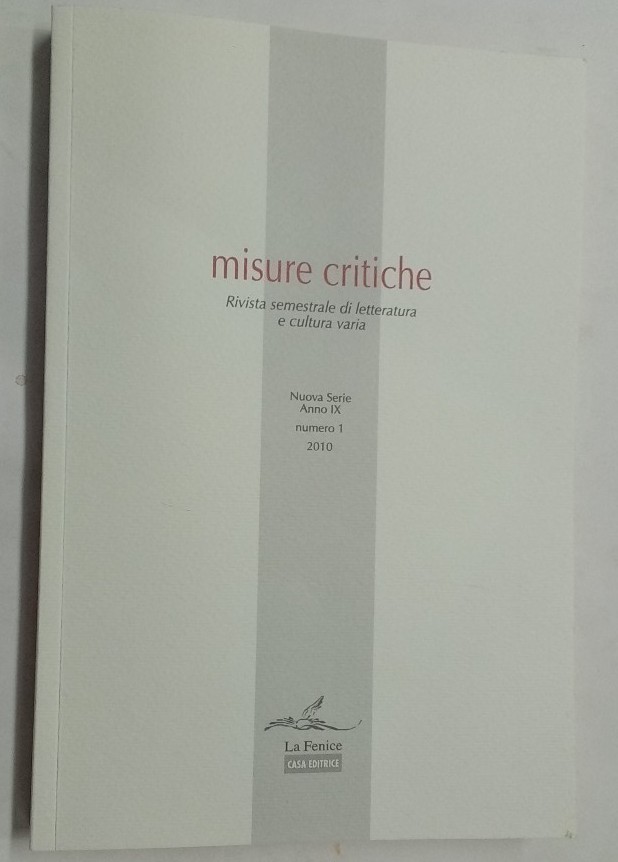 misure critiche
Rivista semestrale di letteratura
e cultura varia
Nuova Serie
Anno IX
numero 1
2010
La Fenice
CASA EDITRICE